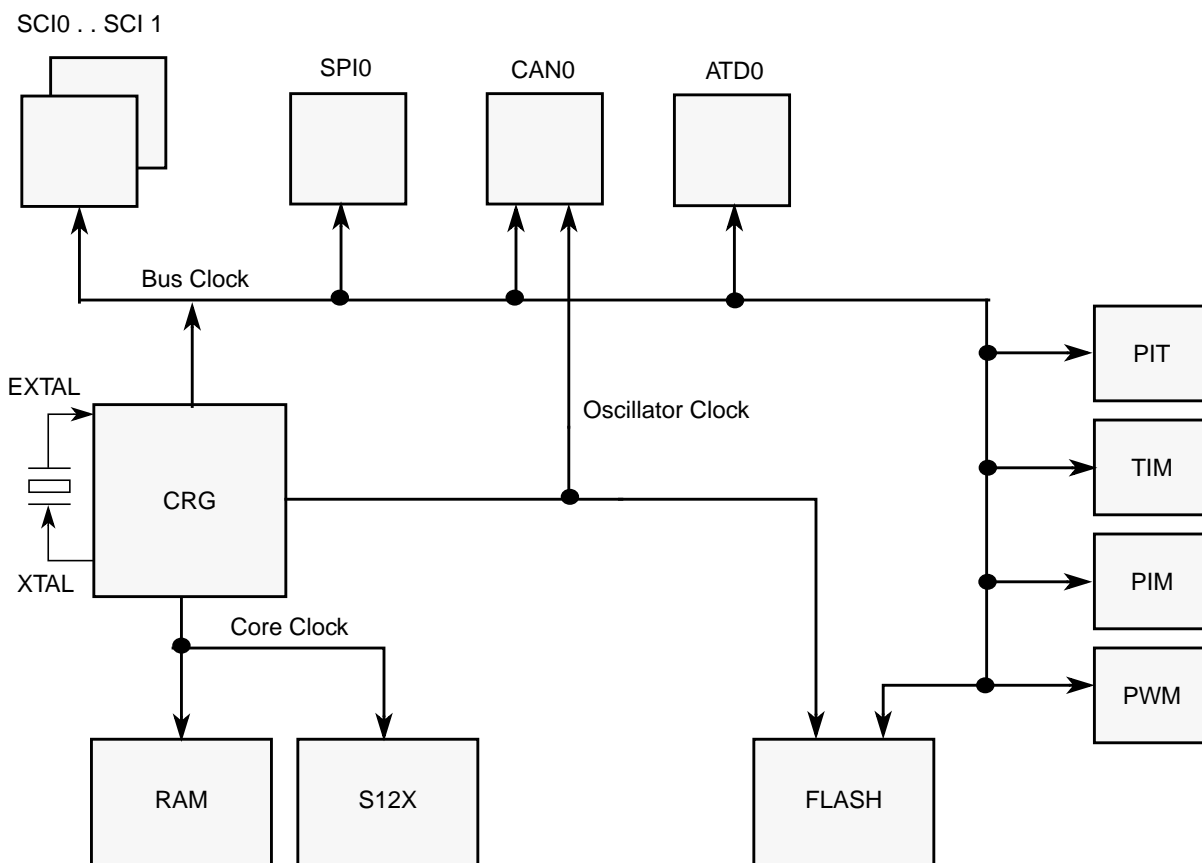 SCI0 . . SCI 1
SPI0
CAN0
ATD0
Bus Clock
PIT
EXTAL
Oscillator Clock
TIM
CRG
XTAL
PIM
Core Clock
PWM
RAM
S12X
FLASH